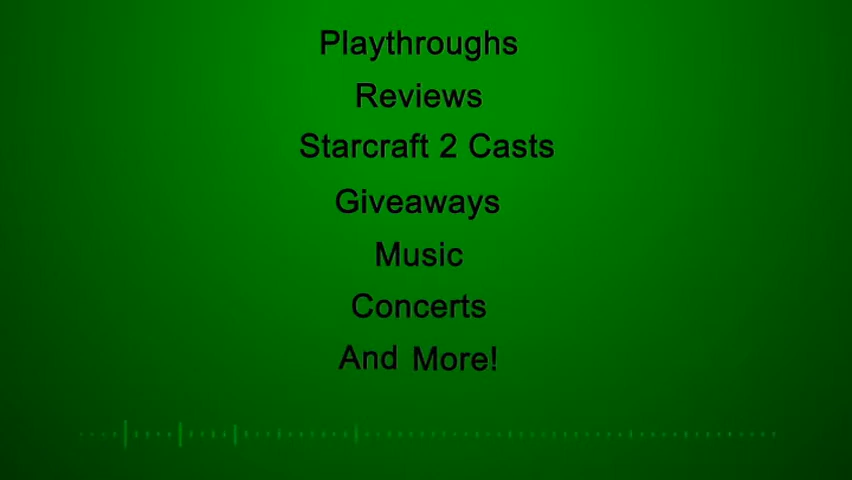 Playthroughs
Reviews
Starcraft 2 Casts
Giveaways
Music
Concerts
And More!